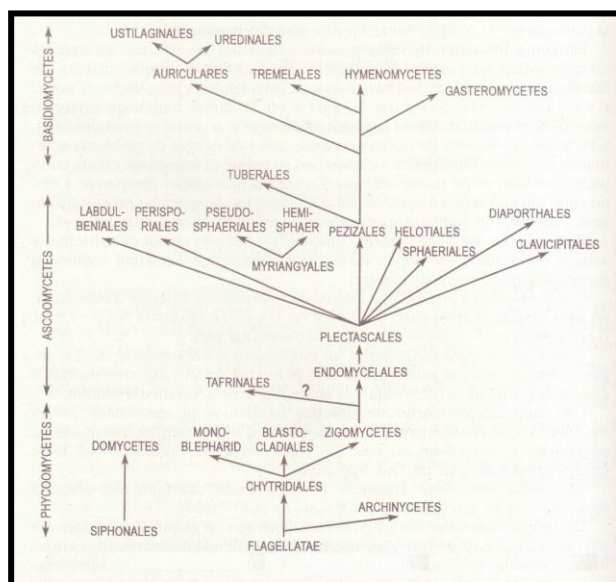 BASIDIOMYCETES
USTILAGINALES
UREDINALES
AURICULARES
TREMELALES
HYMENOMYCETES
GASTEROMYCETES
ASCOOMYCETES
TUBERALES
LABDUL-
BENIALES
PERISPO-
RIALES
PSEUDO-
SPHAERIALES
HEMI-
SPHAER
PEZIZALES
HELOTIALES
DIAPORTHALES
SPHAERIALES
CLAVICIPITALES
MYRIANGYALES
PLECTASCALES
ENDOMYCELALES
TAFRINALES
?
PHYCOOMYCETES
DOMYCETES
MONO-
BLEPHARID
BLASTO-
CLADIALES
ZIGOMYCETES
CHYTRIDIALES
ARCHINYCETES
SIPHONALES
FLAGELLATAE